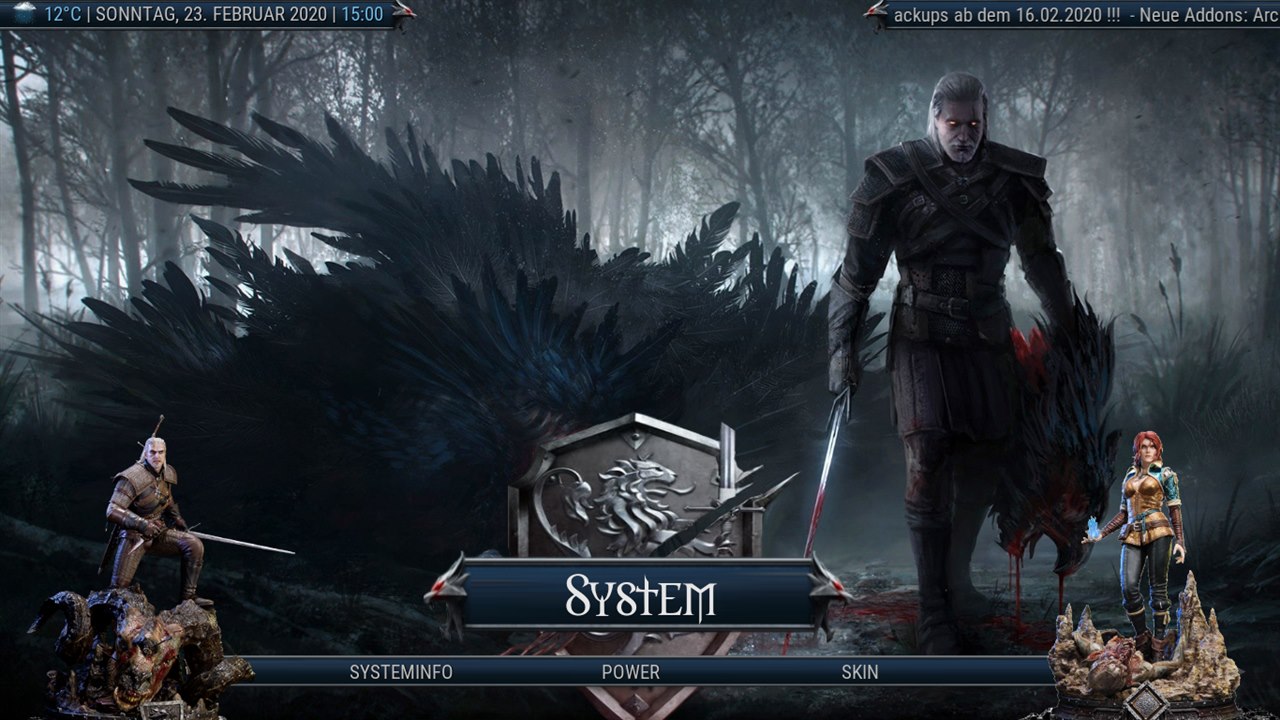 12°C | SONNTAG, 23. FEBRUAR 2020 | 15:00
ackups ab dem 16.02.2020 !!!  - Neue Addons: Arc
SYSTEM
SYSTEMINFO
POWER
SKIN